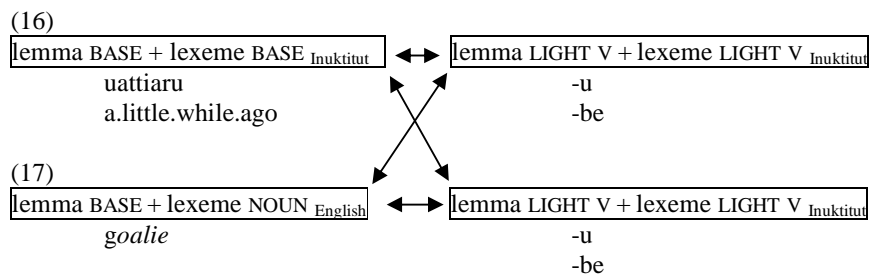 (16)
lemma BASE + lexeme BASE Inuktitut lemma LIGHT V + lexeme LIGHT V Inuktitut
uattiaru -u
a.little.while.ago -be
(17)
lemma BASE + lexeme NOUN English lemma LIGHT V + lexeme LIGHT V Inuktitut
goalie -u
-be